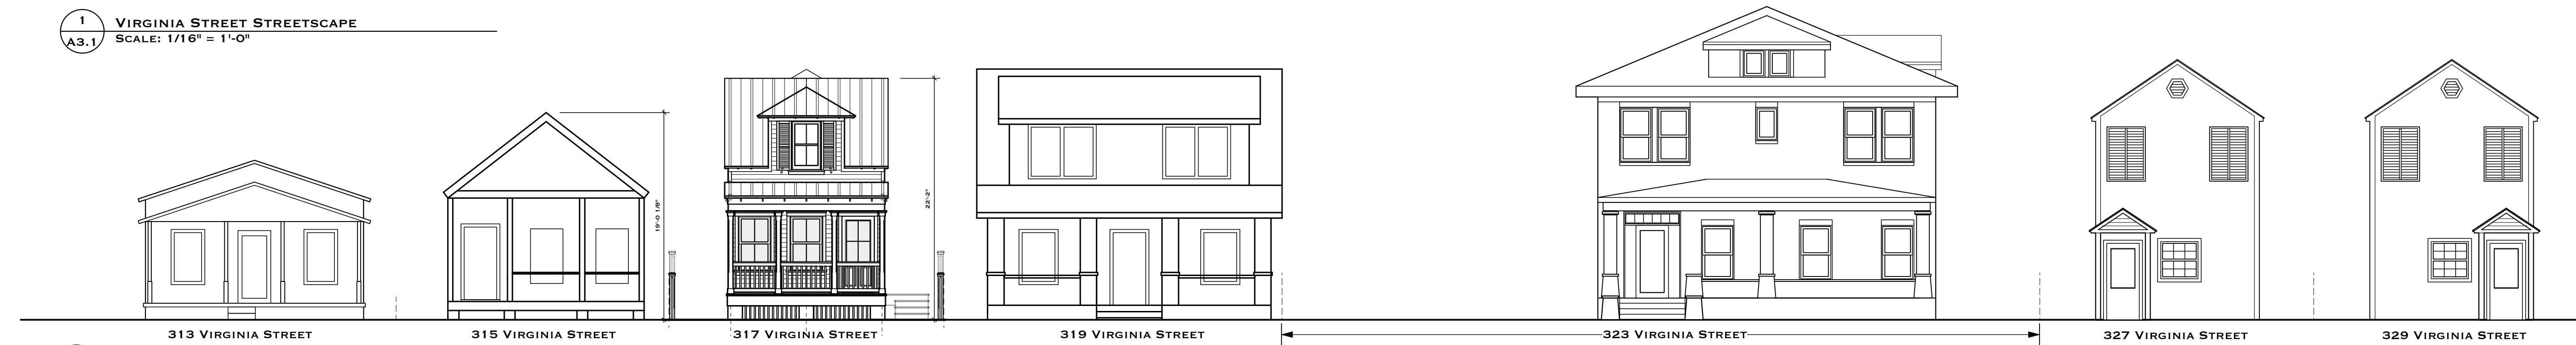 1
VIRGINIA STREET STREETSCAPE
A3.1
SCALE: 1/16" = 1'-0"
19'-0 1/8"
22'-2"
313 VIRGINIA STREET
315 VIRGINIA STREET
317 VIRGINIA STREET
319 VIRGINIA STREET
323 VIRGINIA STREET
327 VIRGINIA STREET
329 VIRGINIA STREET